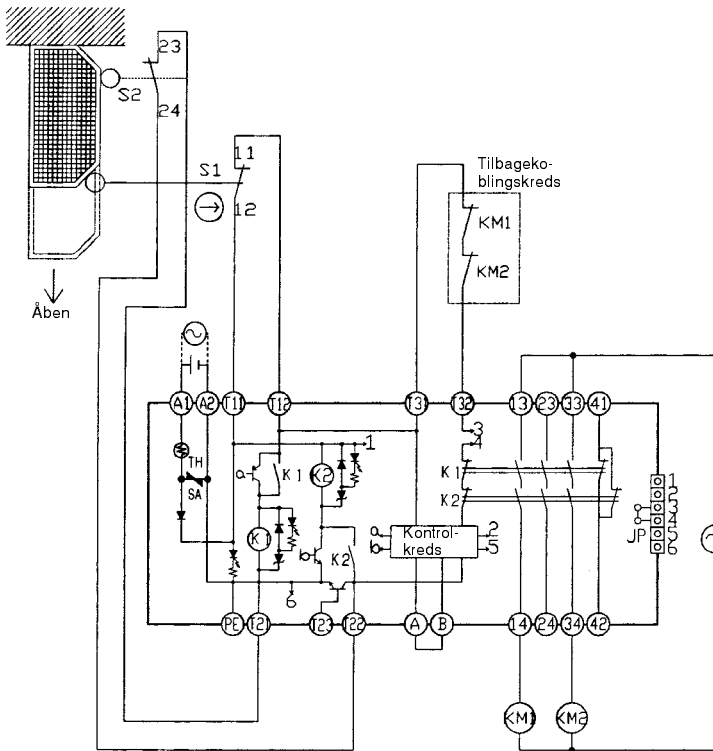 23
S2
24
11
S1
12
Tilbageko-
blingskreds
KM1
KM2
Åben
A1
A2
T11
T12
T31
T32
13
23
33
41
1
3
4
TH
SA
a
K1
K2
K1
K2
K1
b
K2
a
b
Kontrol-
kreds
2
5
6
JP
1
2
3
4
5
6
PE
T21
T23
T22
A
B
14
24
34
42
KM1
KM2